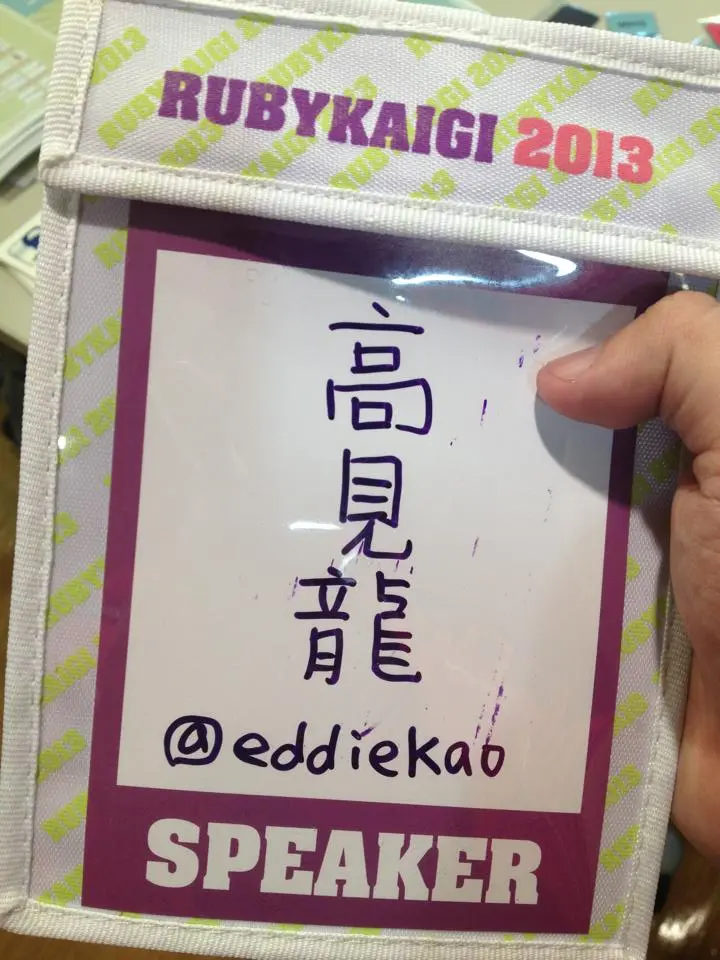 RUBYKAIGI 2013
高見龍
@eddiekao
SPEAKER